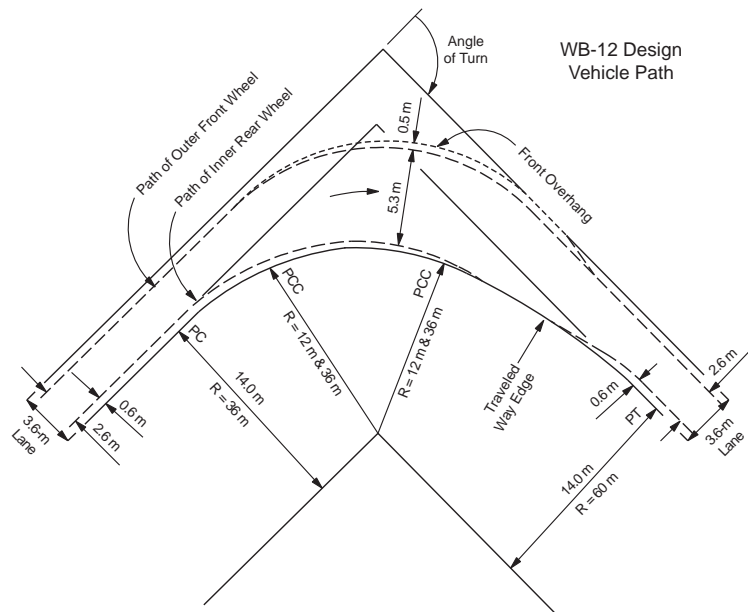 WB-12 Design
Vehicle Path
Angle
of Turn
Path of Outer Front Wheel
Path of Inner Rear Wheel
0.5 m
Front Overhang
5.3 m
PCC
R = 12 m & 36 m
PCC
R = 12 m & 36 m
PC
14.0 m
R = 36 m
Traveled
Way Edge
0.6 m
2.6 m
3.6-m
Lane
0.6 m
PT
2.6 m
3.6-m
Lane
14.0 m
R = 60 m